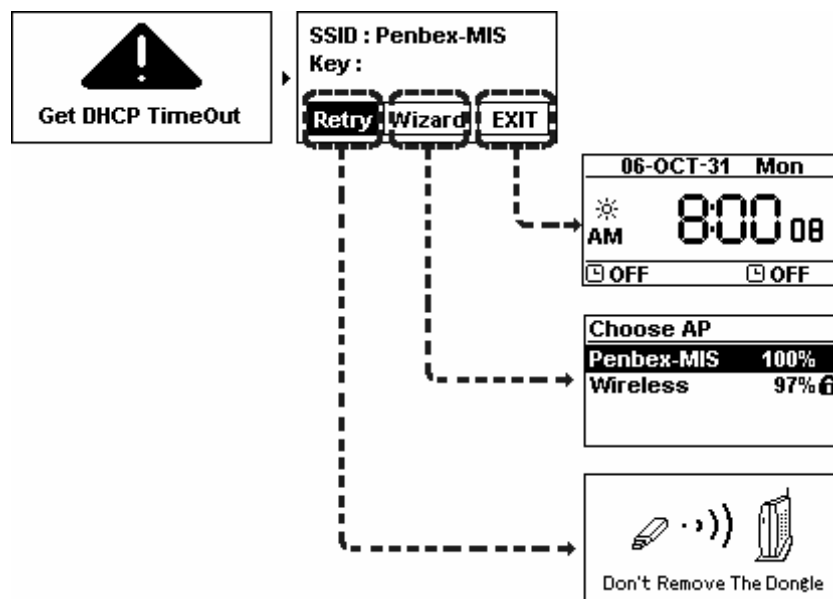 Get DHCP TimeOut
SSID : Penbex-MIS
Key :
Retry Wizard EXIT
06-OCT-31 Mon
AM 8:00 08
OFF OFF
Choose AP
Penbex-MIS 100%
Wireless 97%
Don't Remove The Dongle